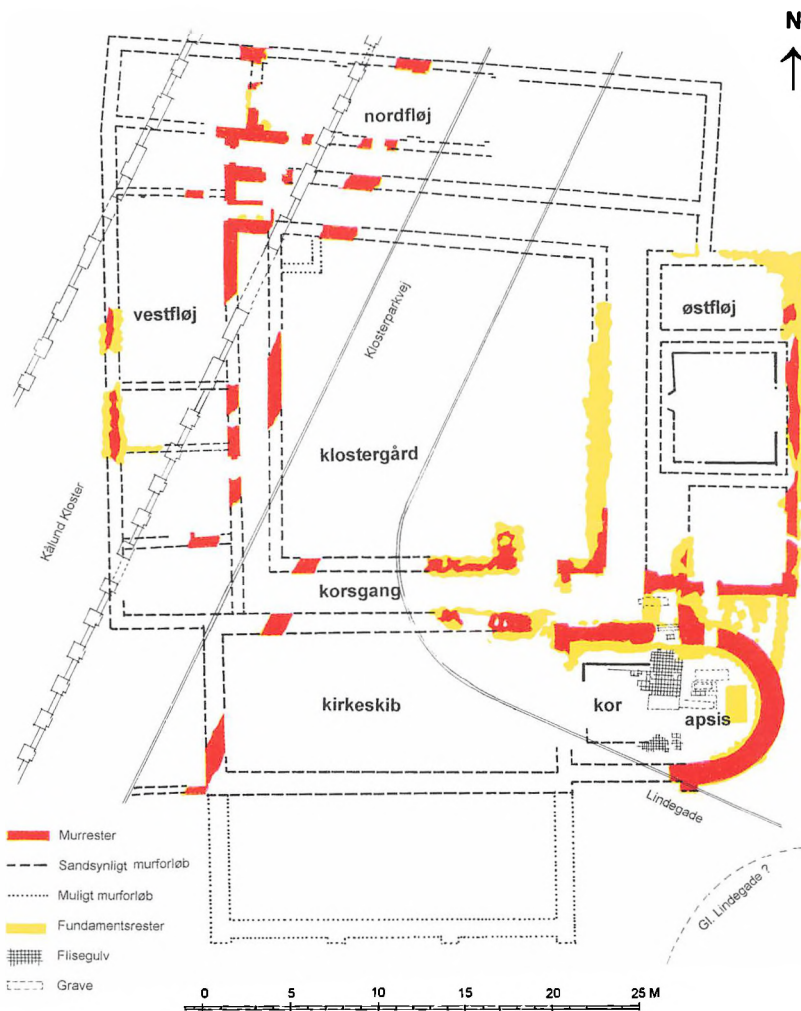 N
nordfløj
vestfløj
østfløj
Klosterparkvej
klostergård
Kålund Kloster
korsgang
kirkeskib
kor
apsis
Lindegade
Gl. Lindegade ?
Murrester
Sandsynligt murforløb
Muligt murforløb
Fundamentsrester
Flisegulv
Grave
0 5 10 15 20 25 M